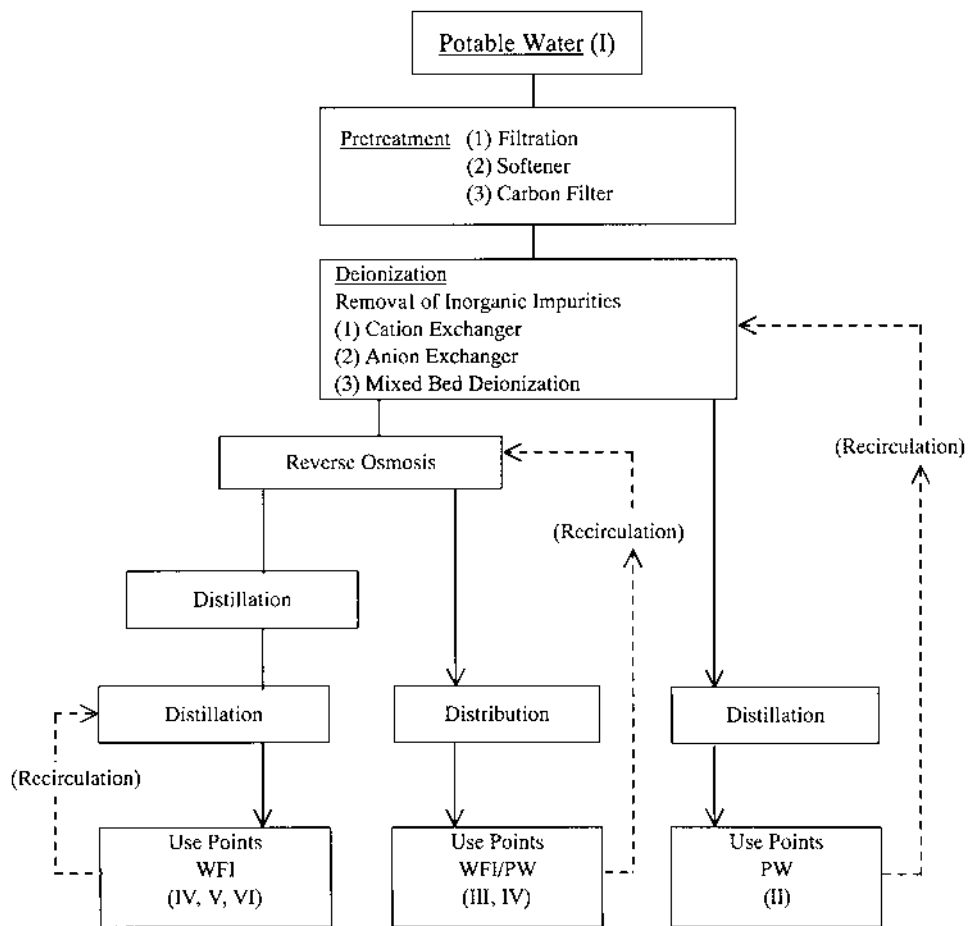 Potable Water (I)
Pretreatment (1) Filtration
(2) Softener
(3) Carbon Filter
Deionization
Removal of Inorganic Impurities
(1) Cation Exchanger
(2) Anion Exchanger
(3) Mixed Bed Deionization
(Recirculation)
Reverse Osmosis
(Recirculation)
Distillation
Distillation
Distribution
Distillation
(Recirculation)
Use Points
WFI
(IV, V, VI)
Use Points
WFI/PW
(III, IV)
Use Points
PW
(II)